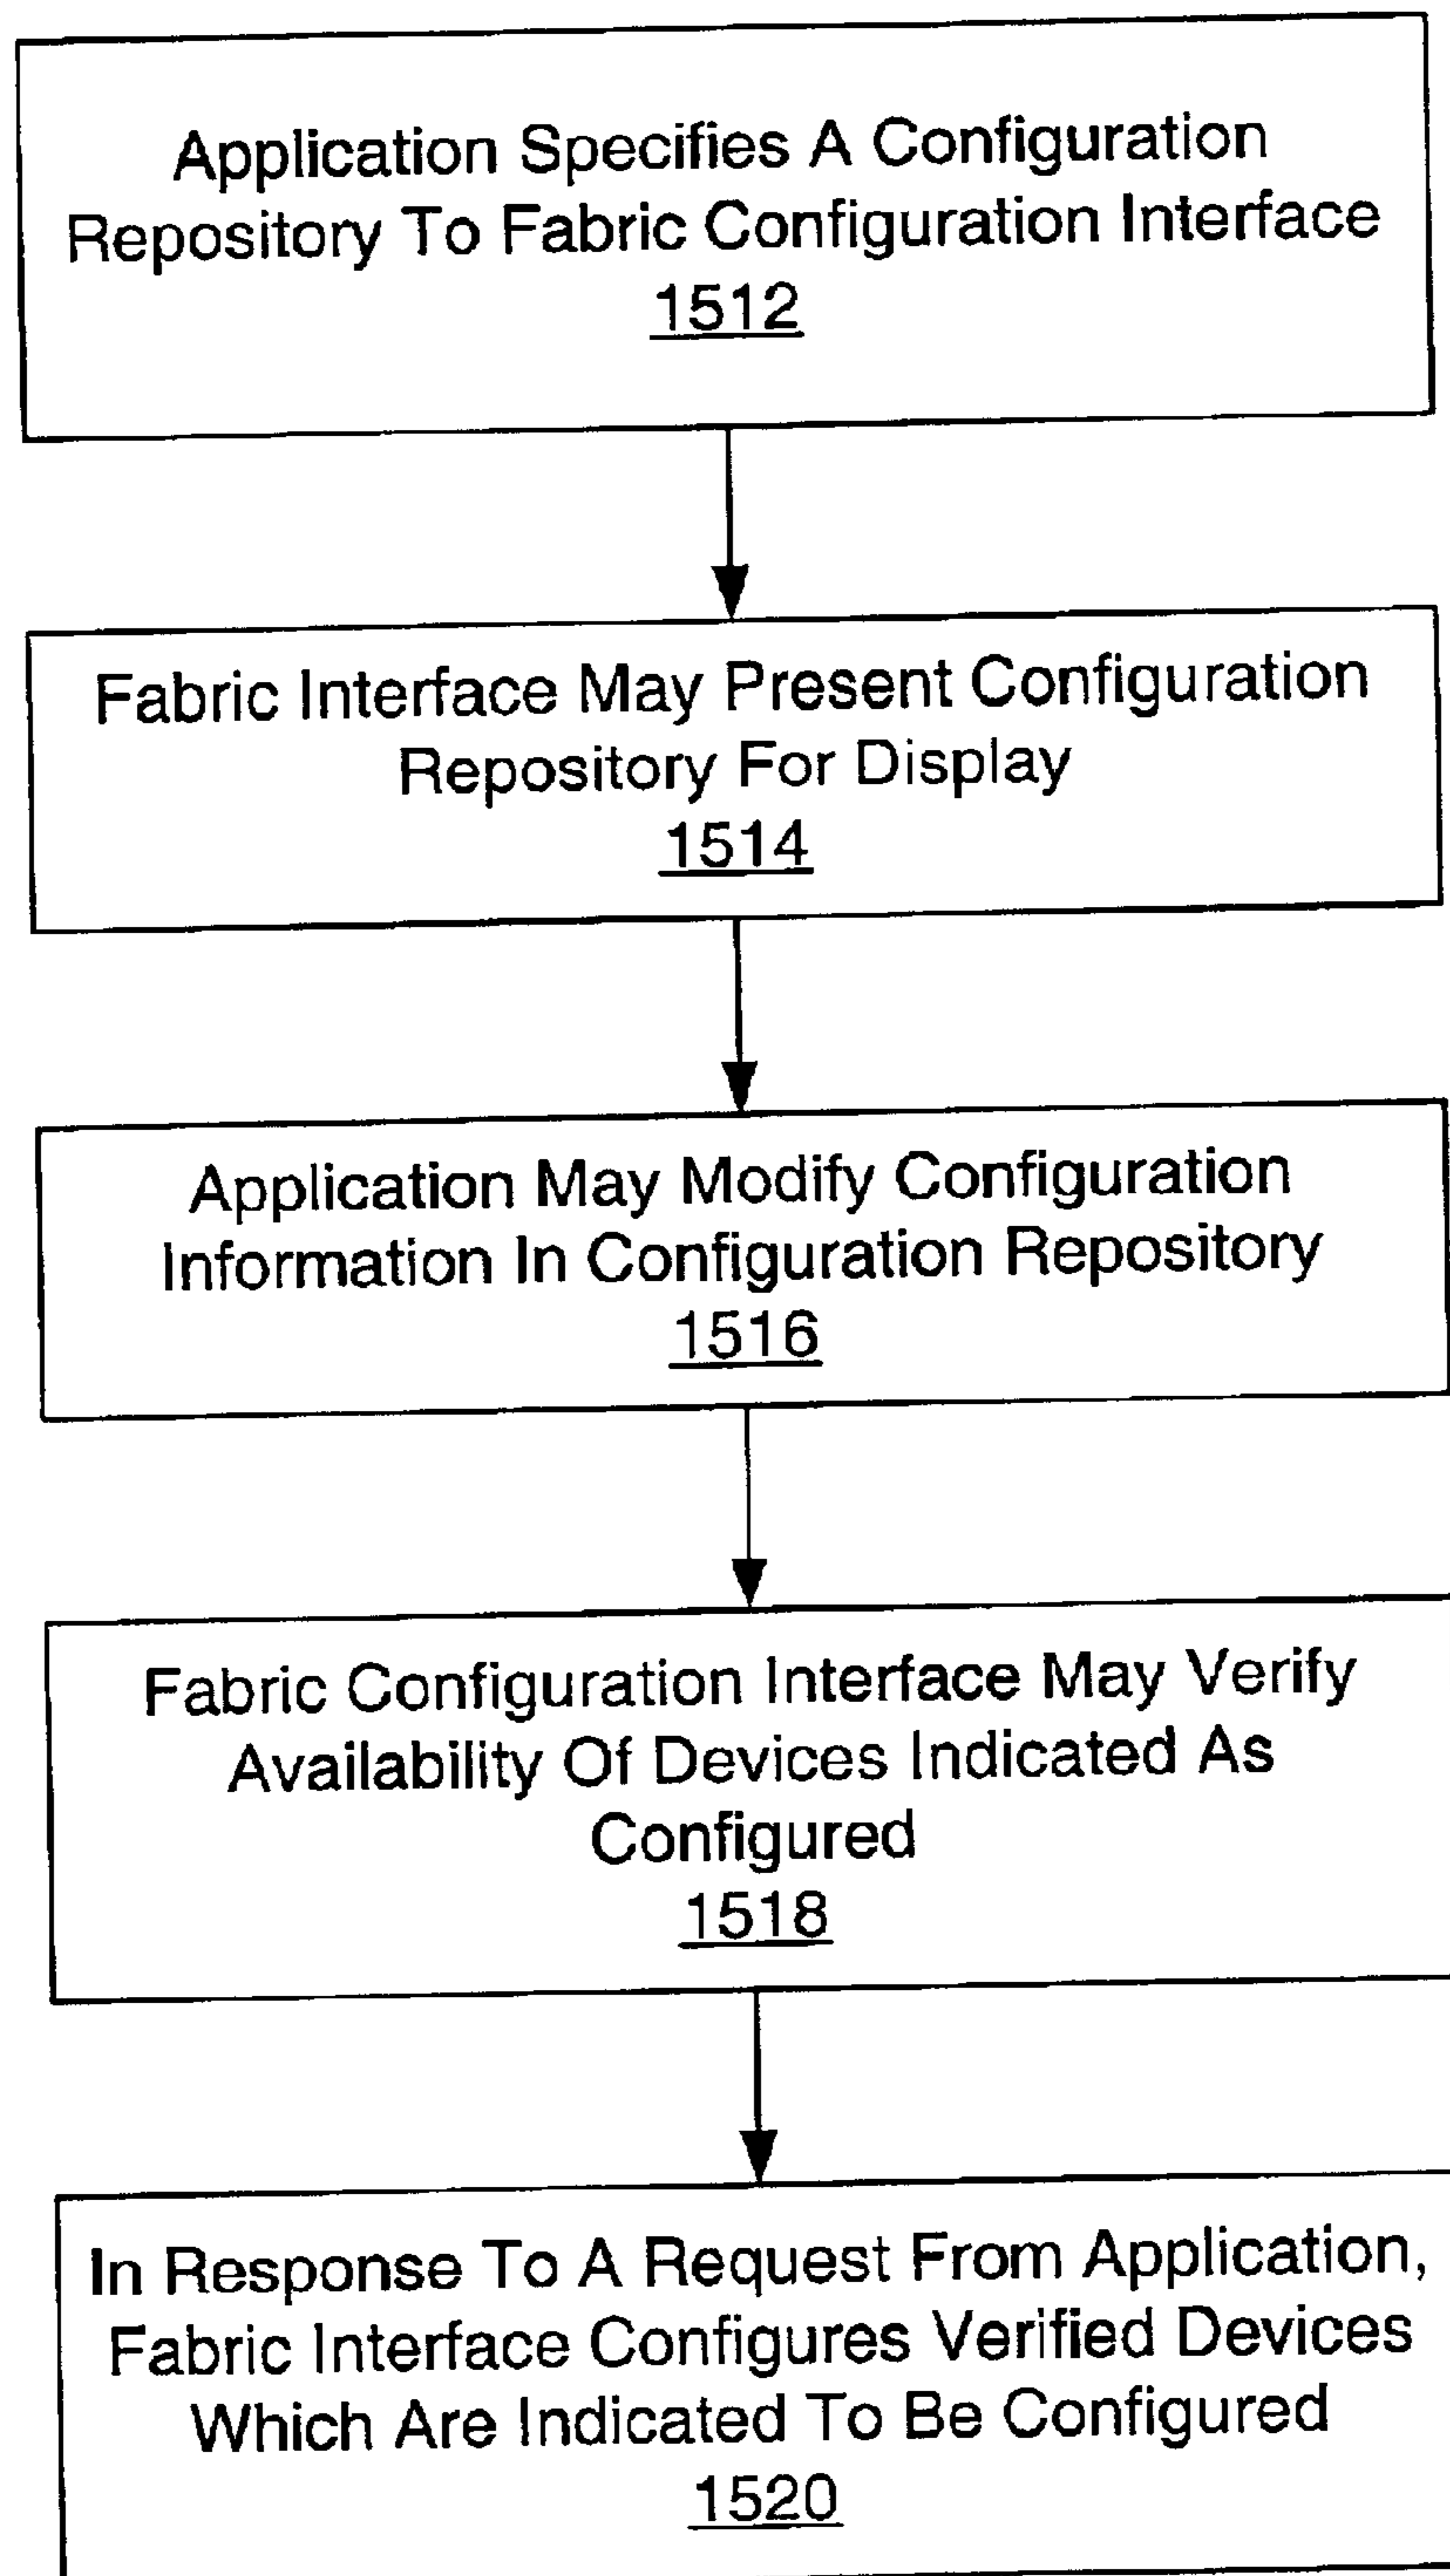 Application Specifies A Configuration
Repository To Fabric Configuration Interface
1512
Fabric Interface May Present Configuration
Repository For Display
1514
Application May Modify Configuration
Information In Configuration Repository
1516
Fabric Configuration Interface May Verify
Availability Of Devices Indicated As
Configured
1518
In Response To A Request From Application,
Fabric Interface Configures Verified Devices
Which Are Indicated To Be Configured
1520